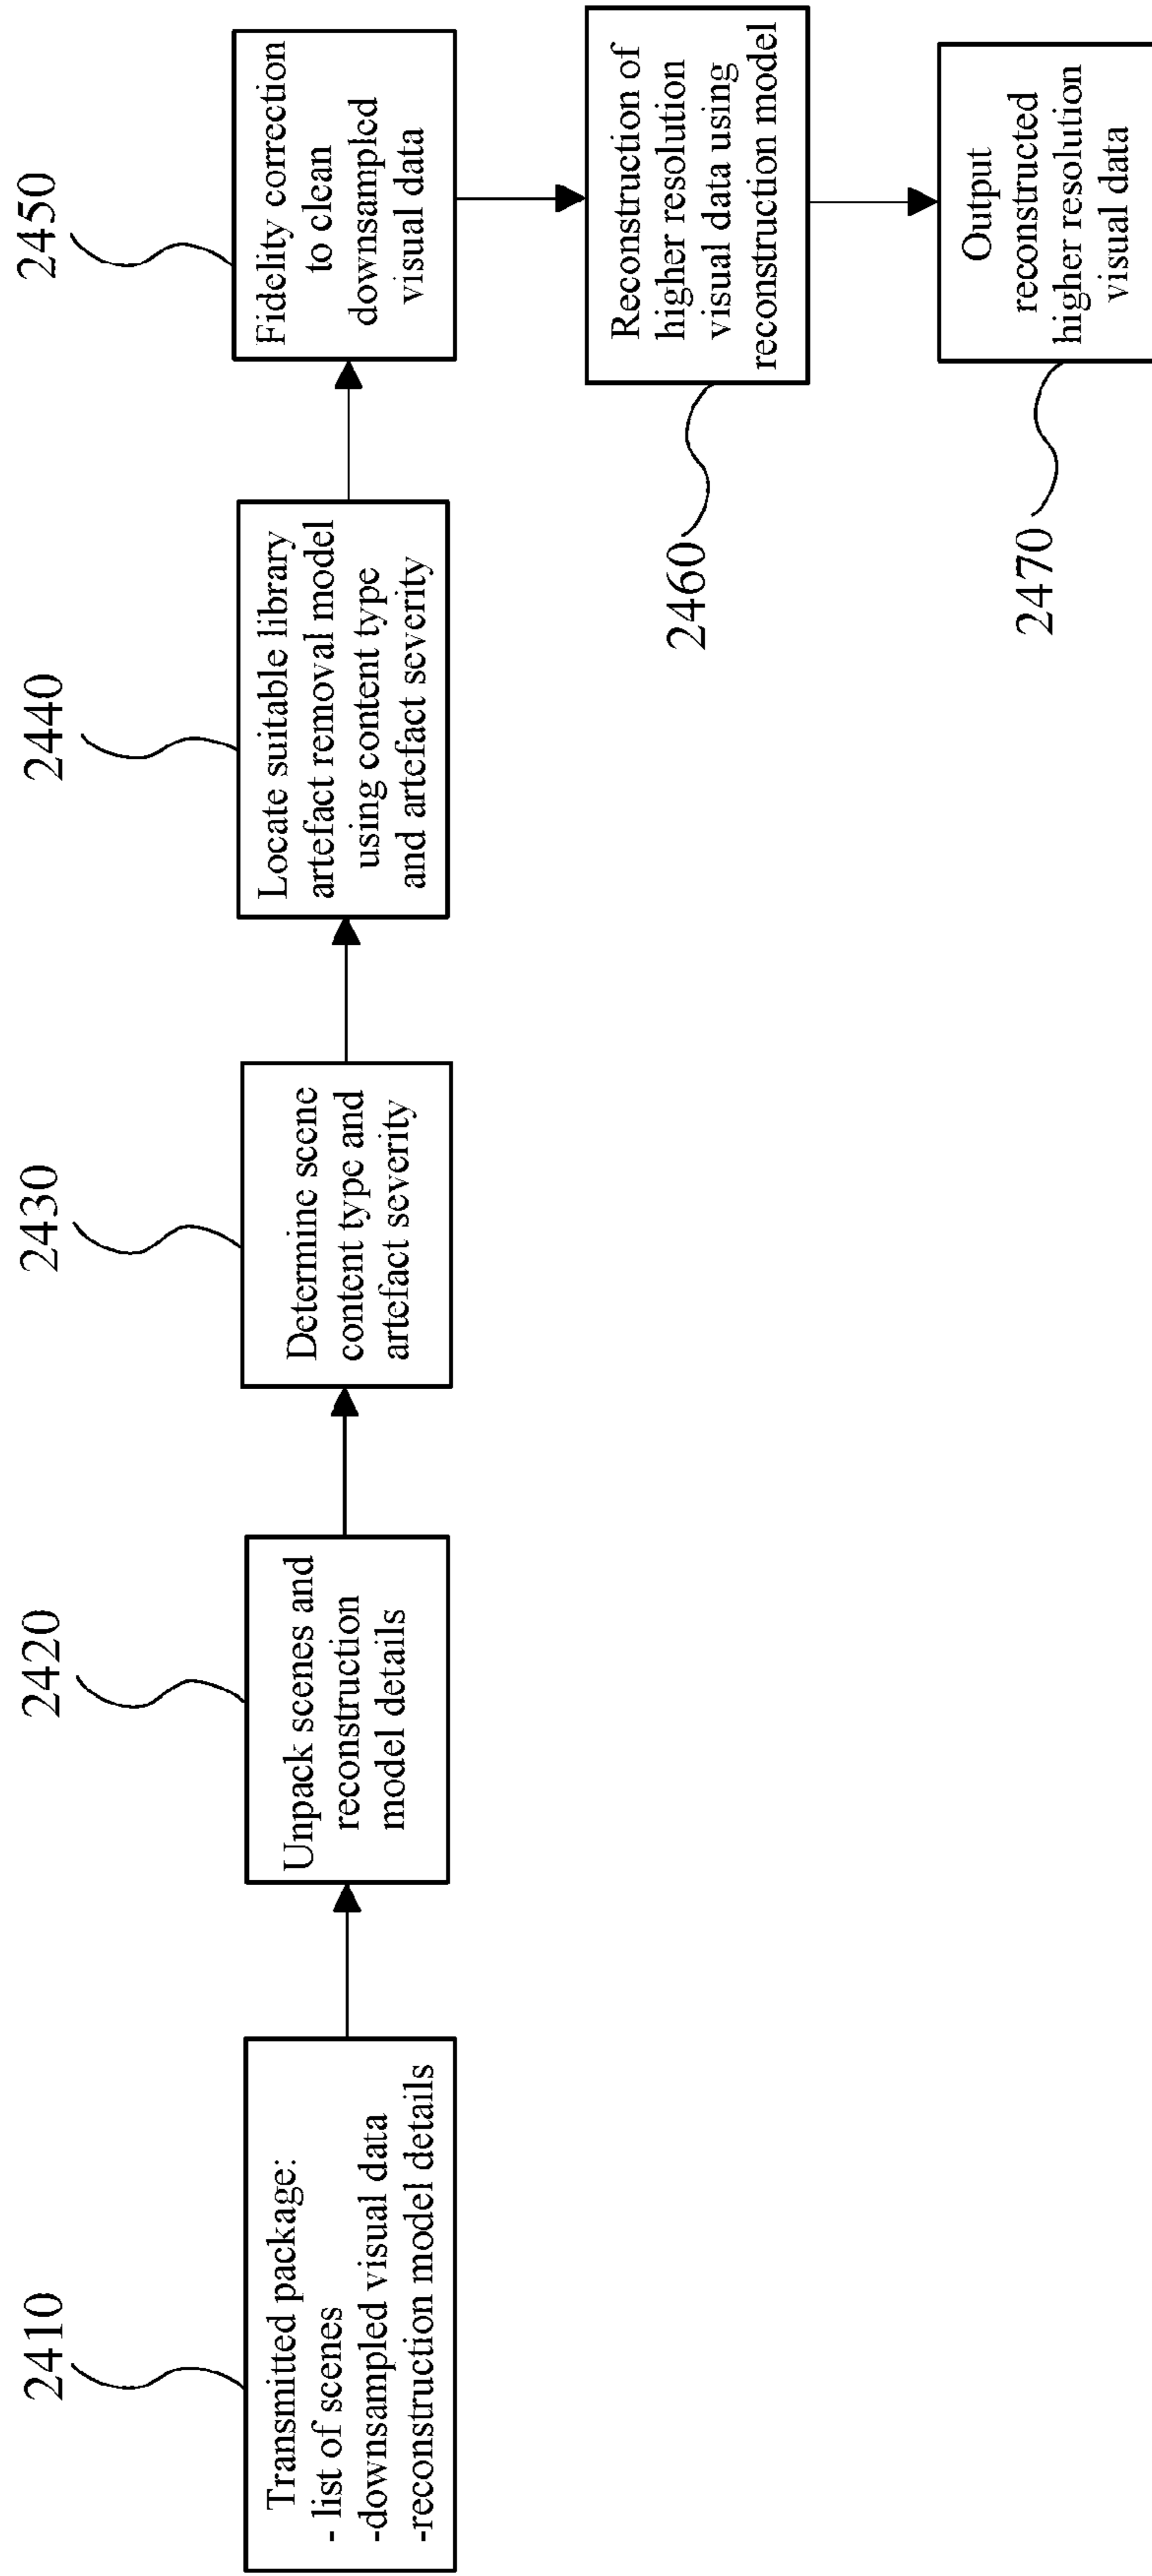 2410
Transmitted package:
- list of scenes
-downsampled visual data
-reconstruction model details
2420
Unpack scenes and
reconstruction
model details
2430
Determine scene
content type and
artefact severity
2440
Locate suitable library
artefact removal model
using content type
and artefact severity
2450
Fidelity correction
to clean
downsampled
visual data
2460
Reconstruction of
higher resolution
visual data using
reconstruction model
2470
Output
reconstructed
higher resolution
visual data